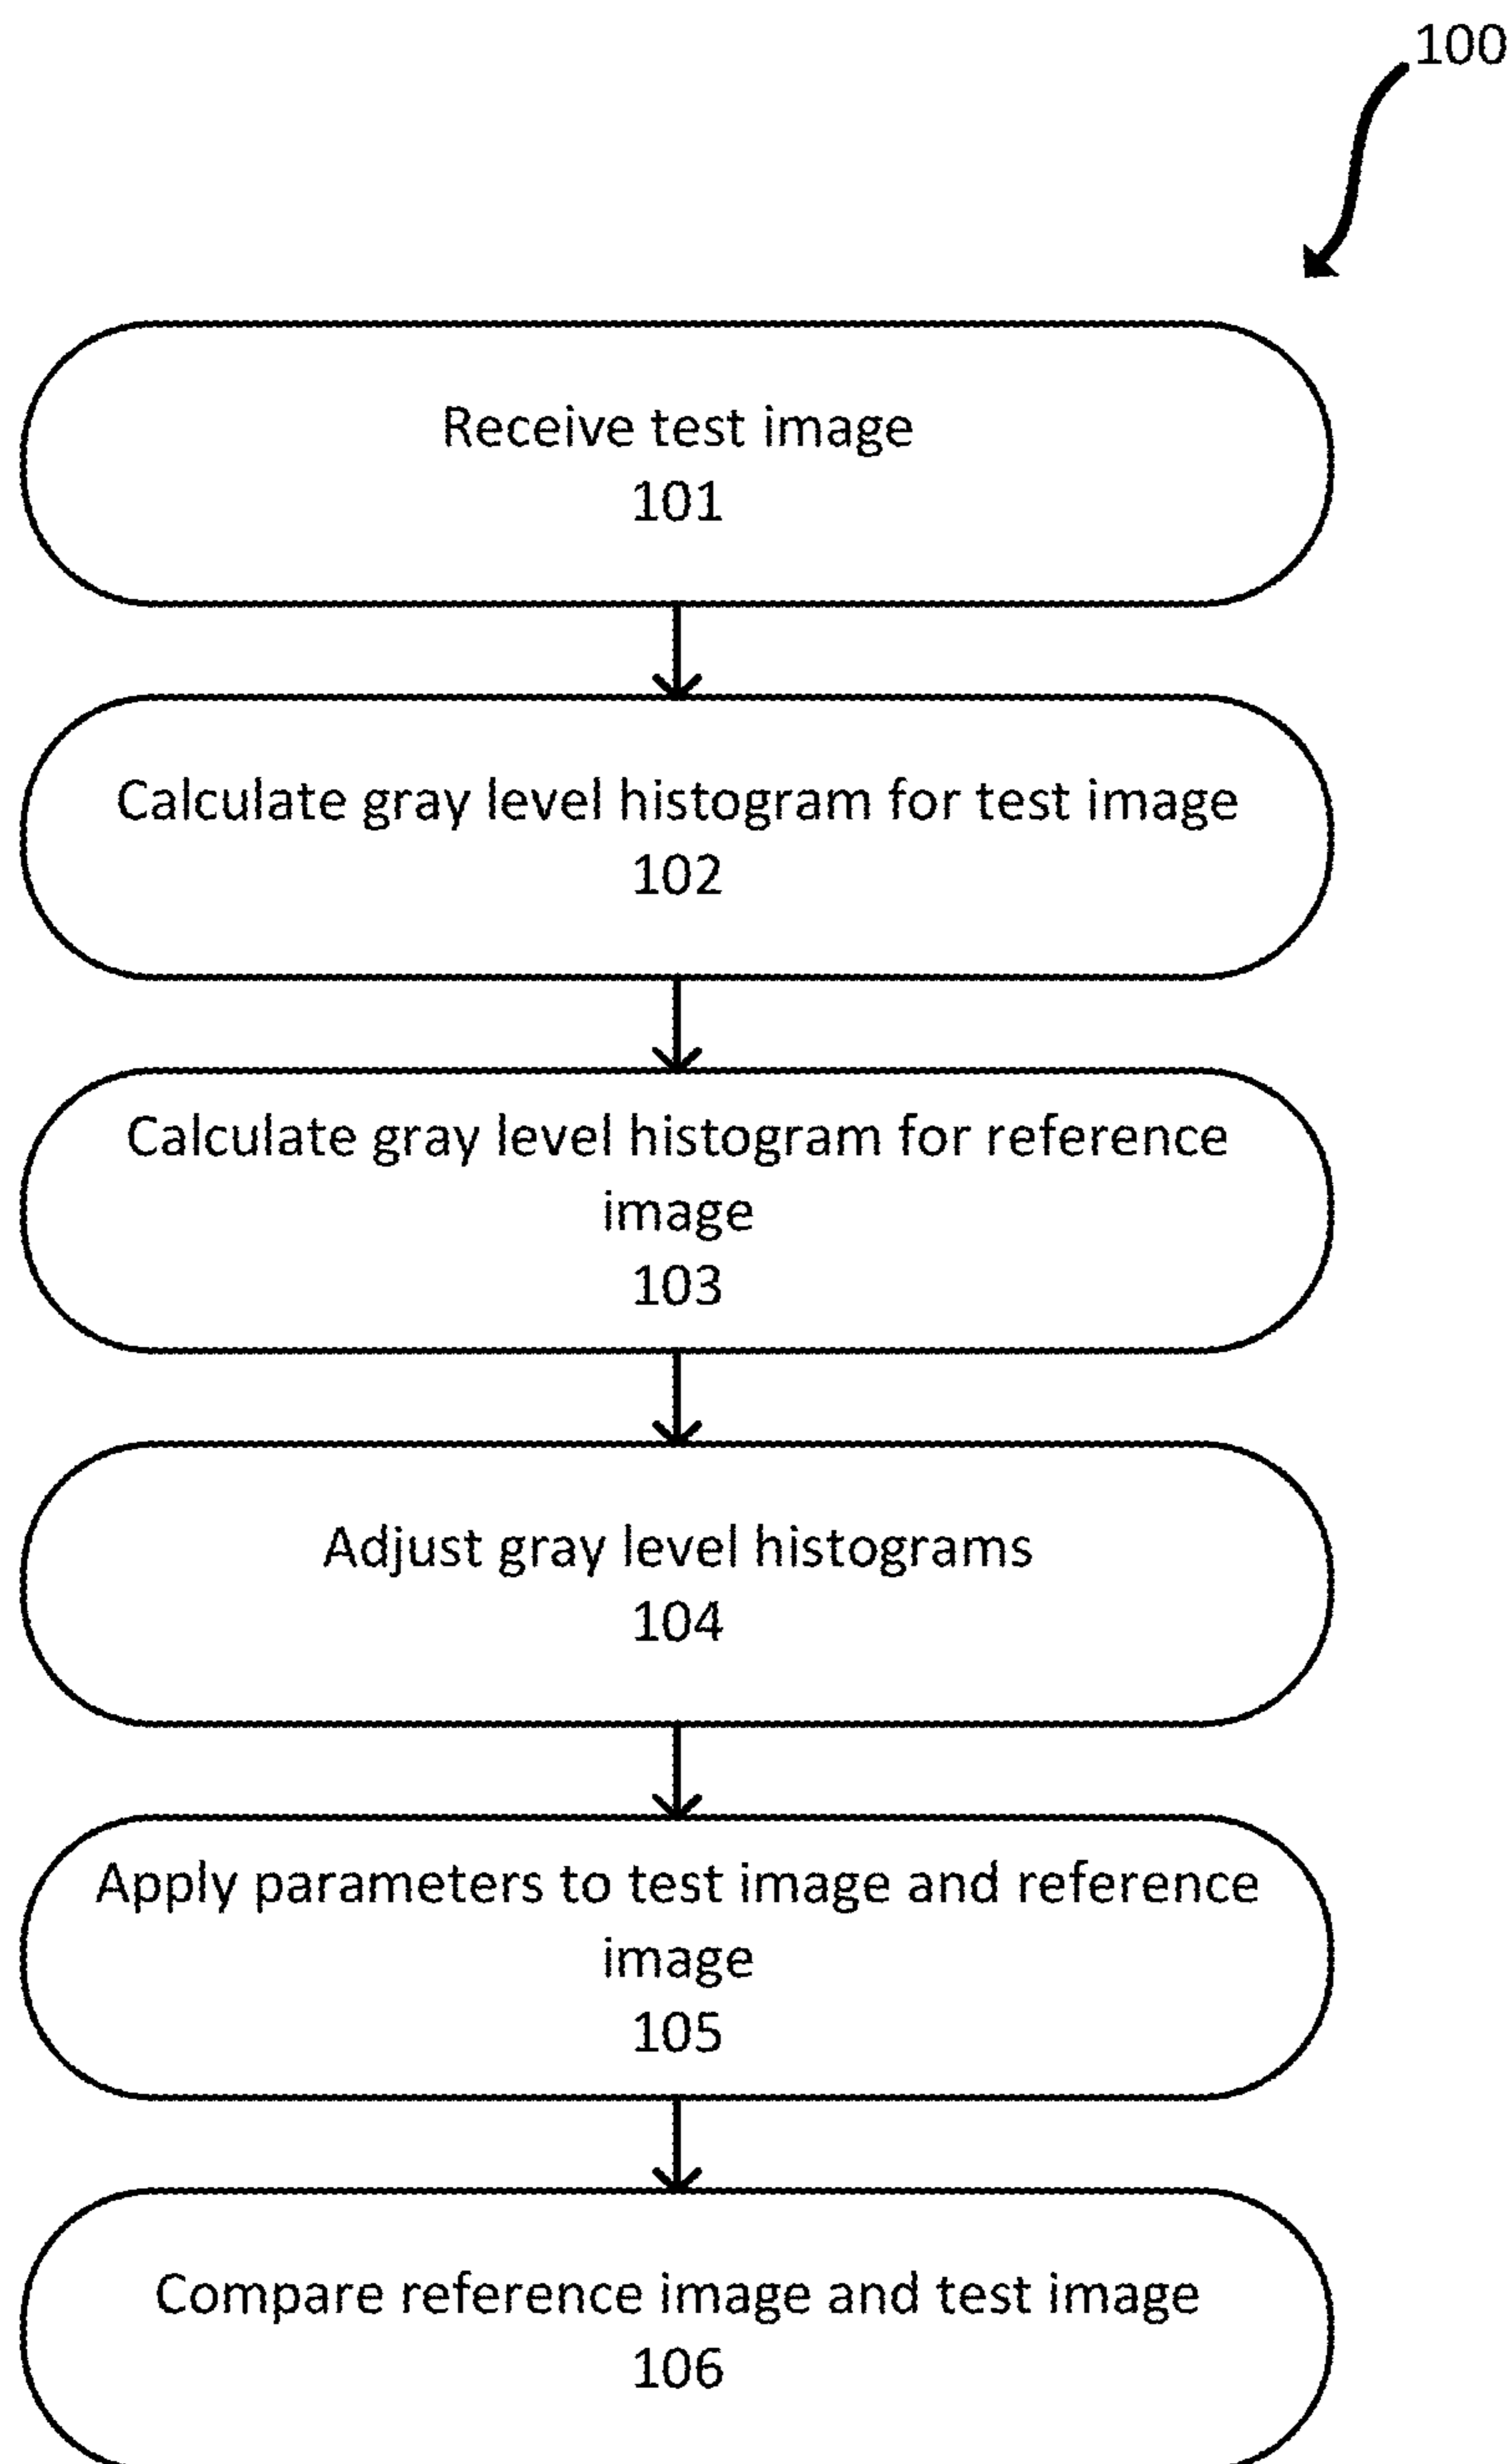 100
Receive test image
101
Calculate gray level histogram for test image
102
Calculate gray level histogram for reference
image
103
Adjust gray level histograms
104
Apply parameters to test image and reference
image
105
Compare reference image and test image
106